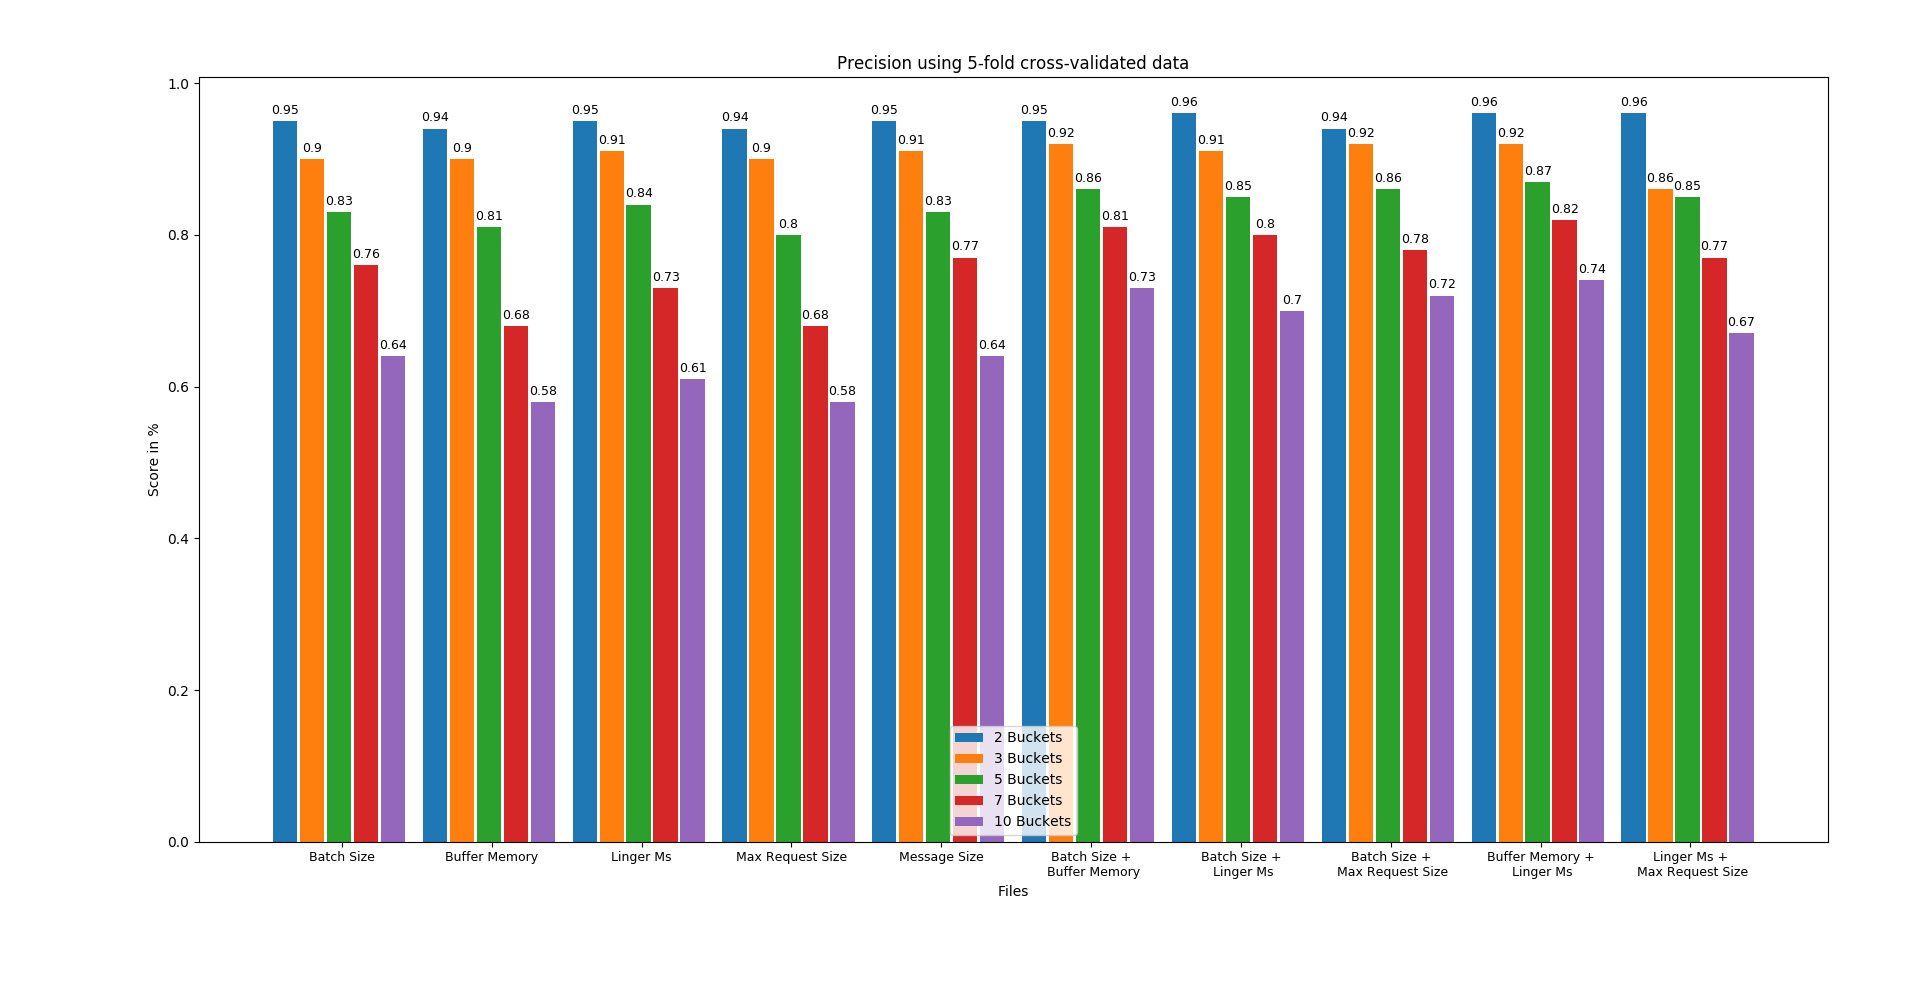 Precision using 5-fold cross-validated data
1.0
0.8
0.6
0.4
0.2
0.0
Score in %
0.95
0.9
0.83
0.76
0.64
0.94
0.9
0.81
0.68
0.58
0.95
0.91
0.84
0.73
0.61
0.94
0.9
0.8
0.68
0.58
0.95
0.91
0.83
0.77
0.64
0.95
0.92
0.86
0.81
0.73
0.96
0.91
0.85
0.8
0.7
0.94
0.92
0.86
0.78
0.72
0.96
0.92
0.87
0.82
0.74
0.96
0.86
0.85
0.77
0.67
2 Buckets
3 Buckets
5 Buckets
7 Buckets
10 Buckets
Batch Size
Buffer Memory
Linger Ms
Max Request Size
Message Size
Batch Size +
Buffer Memory
Batch Size +
Linger Ms
Batch Size +
Max Request Size
Buffer Memory +
Linger Ms
Linger Ms +
Max Request Size
Files